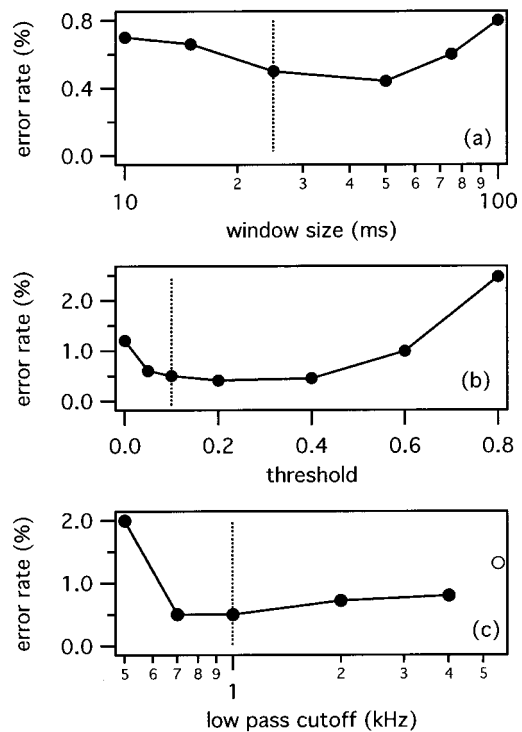 0.8
0.4
0.0
error rate (%)
(a)
2 3 4 5 6 7 8 9
10 100
window size (ms)
2.0
1.0
0.0
error rate (%)
(b)
0.0 0.2 0.4 0.6 0.8
threshold
2.0
1.0
0.0
error rate (%)
(c)
5 6 7 8 9 2 3 4 5
1
low pass cutoff (kHz)